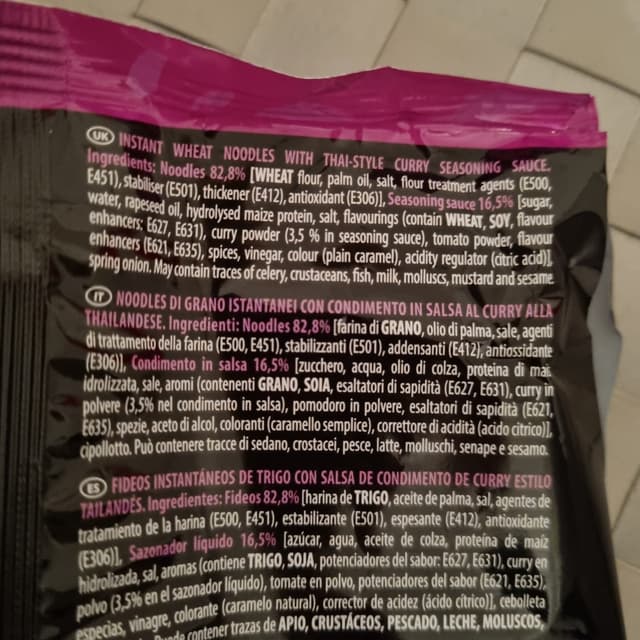 UK INSTANT WHEAT NOODLES WITH THAI-STYLE CURRY SEASONING SAUCE.
Ingredients: Noodles 82,8% [WHEAT flour, palm oil, salt, flour treatment agents (E500,
E451), stabiliser (E501), thickener (E412), antioxidant (E306)], Seasoning sauce 16,5% [sugar,
water, rapeseed oil, hydrolysed maize protein, salt, flavourings (contain WHEAT, SOY, flavour
enhancers: E627, E631), curry powder (3,5 % in seasoning sauce), tomato powder, flavour
enhancers (E621, E635), spices, vinegar, colour (plain caramel), acidity regulator (citric acid)],
spring onion. May contain traces of celery, crustaceans, fish, milk, molluscs, mustard and sesame.
IT NOODLES DI GRANO ISTANTANEI CON CONDIMENTO IN SALSA AL CURRY ALLA
THAILANDESE. Ingredienti: Noodles 82,8% [farina di GRANO, olio di palma, sale, agenti
di trattamento della farina (E500, E451), stabilizzanti (E501), addensanti (E412), antiossidante
(E306)], Condimento in salsa 16,5% [zucchero, acqua, olio di colza, proteina di mais
idrolizzata, sale, aromi (contenenti GRANO, SOIA, esaltatori di sapidità (E627, E631), curry in
polvere (3,5% nel condimento in salsa), pomodoro in polvere, esaltatori di sapidità (E621,
E635), spezie, aceto di alcol, coloranti (caramello semplice), correttore di acidità (acido citrico)],
cipollotto. Può contenere tracce di sedano, crostacei, pesce, latte, molluschi, senape e sesamo.
ES FIDEOS INSTANTÁNEOS DE TRIGO CON SALSA DE CONDIMENTO DE CURRY ESTILO
TAILANDÉS. Ingredientes: Fideos 82,8% [harina de TRIGO, aceite de palma, sal, agentes de
tratamiento de la harina (E500, E451), estabilizante (E501), espesante (E412), antioxidante
(E306)], Sazonador líquido 16,5% [azúcar, agua, aceite de colza, proteína de maíz
hidrolizada, sal, aromas (contiene TRIGO, SOJA, potenciadores del sabor: E627, E631), curry en
polvo (3,5% en el sazonador líquido), tomate en polvo, potenciadores del sabor (E621, E635),
especias, vinagre, colorante (caramelo natural), corrector de acidez (ácido cítrico)], cebolleta
Puede contener trazas de APIO, CRUSTÁCEOS, PESCADO, LECHE, MOLUSCOS,